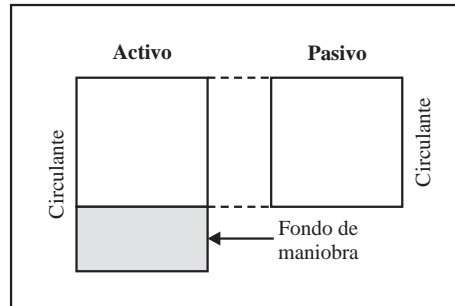 Activo
Pasivo
Circulante
Circulante
Fondo de
maniobra